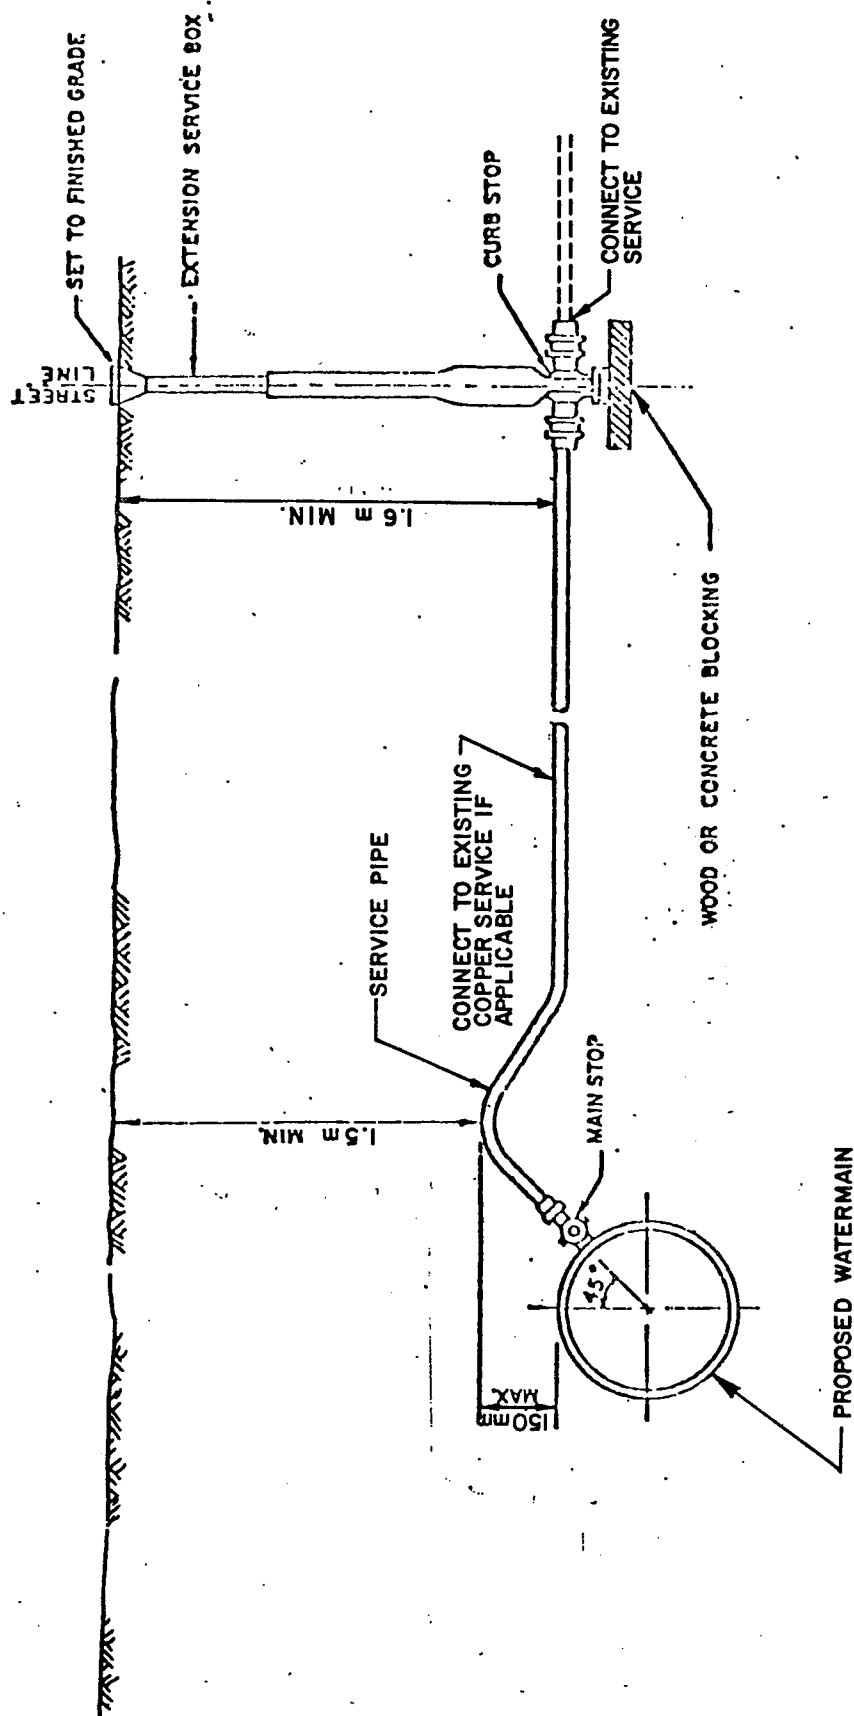 SET TO FINISHED GRADE
STREET
LINE
EXTENSION SERVICE BOX
CURB STOP
CONNECT TO EXISTING
SERVICE
1.6 m MIN.
WOOD OR CONCRETE BLOCKING
CONNECT TO EXISTING
COPPER SERVICE IF
APPLICABLE
SERVICE PIPE
1.5 m MIN.
MAIN STOP
45°
150mm
MAX
PROPOSED WATERMAIN